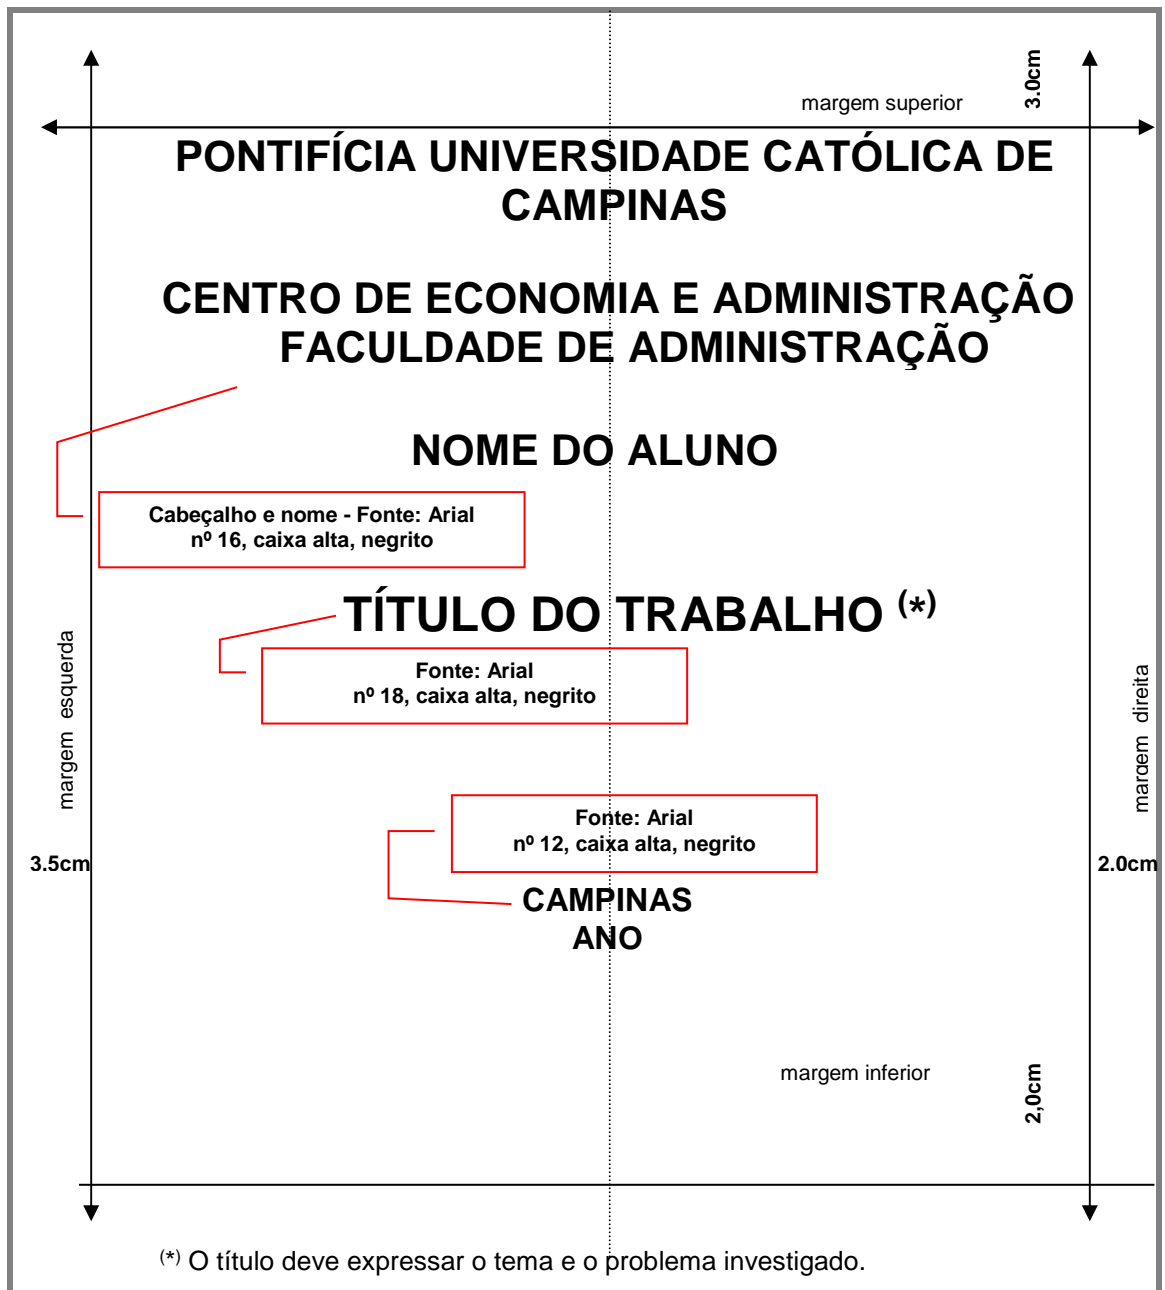 3.0cm
margem superior
PONTIFÍCIA UNIVERSIDADE CATÓLICA DE
CAMPINAS
CENTRO DE ECONOMIA E ADMINISTRAÇÃO
FACULDADE DE ADMINISTRAÇÃO
NOME DO ALUNO
Cabeçalho e nome - Fonte: Arial
nº 16, caixa alta, negrito
TÍTULO DO TRABALHO (*)
Fonte: Arial
nº 18, caixa alta, negrito
margem esquerda
margem direita
Fonte: Arial
nº 12, caixa alta, negrito
3.5cm
2.0cm
CAMPINAS
ANO
margem inferior
2,0cm
(*) O título deve expressar o tema e o problema investigado.